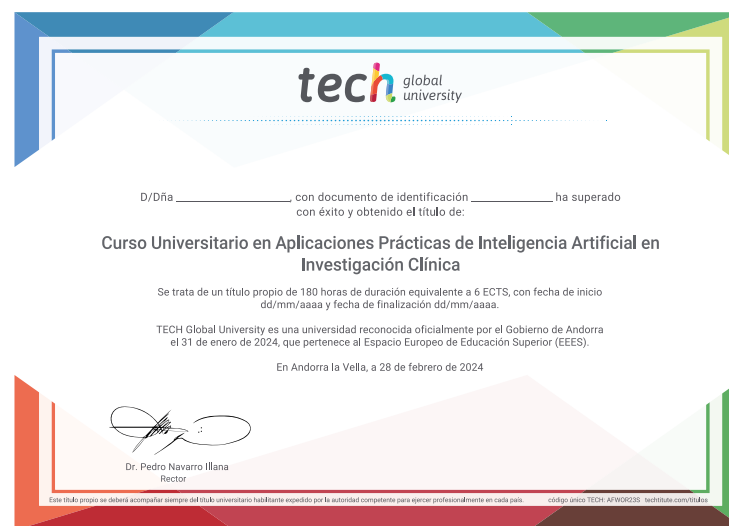 tech global university
D/Dña ________________, con documento de identificación ____________ ha superado
con éxito y obtenido el título de:
Curso Universitario en Aplicaciones Prácticas de Inteligencia Artificial en
Investigación Clínica
Se trata de un título propio de 180 horas de duración equivalente a 6 ECTS, con fecha de inicio
dd/mm/aaaa y fecha de finalización dd/mm/aaaa.
TECH Global University es una universidad reconocida oficialmente por el Gobierno de Andorra
el 31 de enero de 2024, que pertenece al Espacio Europeo de Educación Superior (EEES).
En Andorra la Vella, a 28 de febrero de 2024
Dr. Pedro Navarro Illana
Rector
Este título propio se deberá acompañar siempre del título universitario habilitante expedido por la autoridad competente para ejercer profesionalmente en cada país. código único TECH: AFWOR23S techtitute.com/titulos